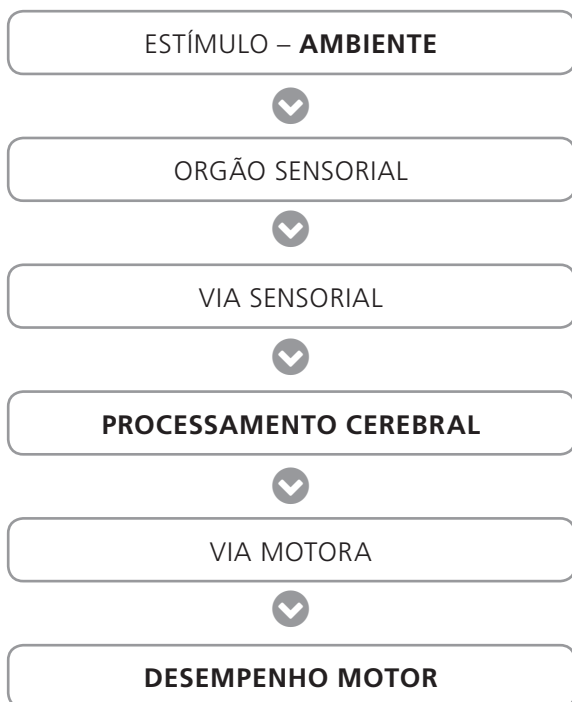 ESTÍMULO – AMBIENTE
ORGÃO SENSORIAL
VIA SENSORIAL
PROCESSAMENTO CEREBRAL
VIA MOTORA
DESEMPENHO MOTOR